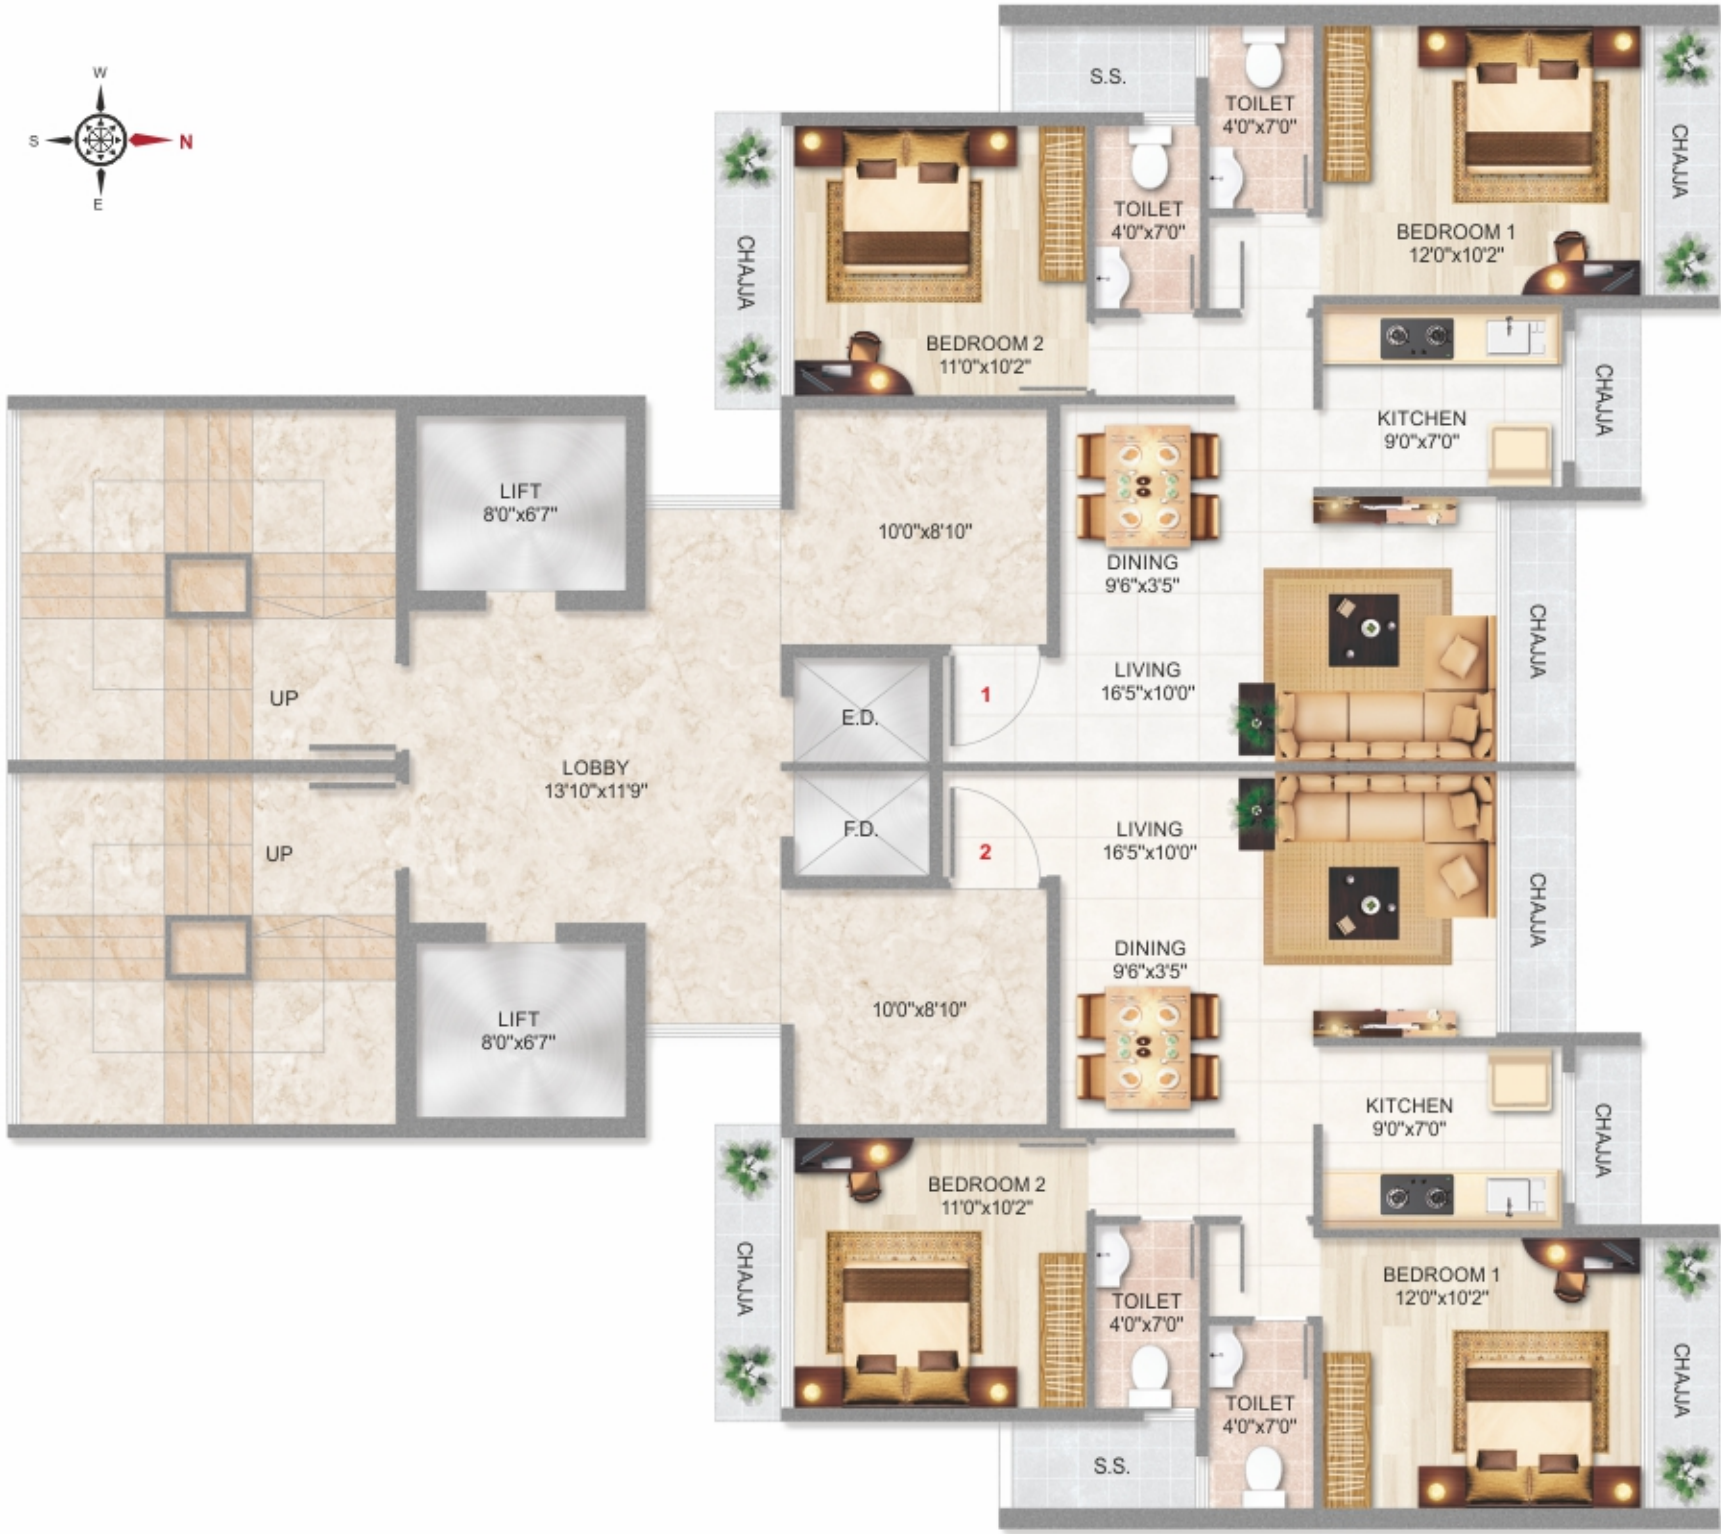 W
S
N
E
S.S.
TOILET
4'0"x7'0"
CHAJJA
TOILET
4'0"x7'0"
BEDROOM 1
12'0"x10'2"
CHAJJA
BEDROOM 2
11'0"x10'2"
CHAJJA
KITCHEN
9'0"x7'0"
LIFT
8'0"x6'7"
10'0"x8'10"
DINING
9'6"x3'5"
CHAJJA
LIVING
16'5"x10'0"
UP
1
E.D.
LOBBY
13'10"x11'9"
F.D.
LIVING
16'5"x10'0"
UP
2
CHAJJA
DINING
9'6"x3'5"
10'0"x8'10"
LIFT
8'0"x6'7"
KITCHEN
9'0"x7'0"
CHAJJA
BEDROOM 2
11'0"x10'2"
CHAJJA
BEDROOM 1
12'0"x10'2"
TOILET
4'0"x7'0"
CHAJJA
TOILET
4'0"x7'0"
S.S.